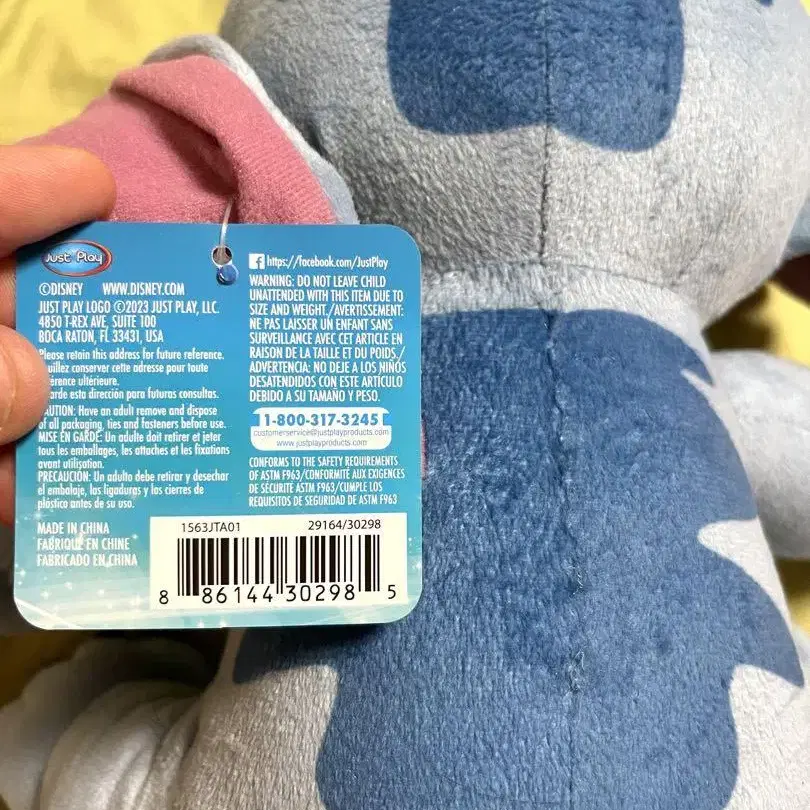 Just Play
©DISNEY WWW.DISNEY.COM
JUST PLAY LOGO ©2023 JUST PLAY, LLC.
4850 T-REX AVE, SUITE 100
BOCA RATON, FL 33431, USA
Please retain this address for future reference.
uillez conserver cette adresse pour toute
érence ultérieure.
arde esta dirección para futuras consultas.
CAUTION: Have an adult remove and dispose
of all packaging, ties and fasteners before use.
MISE EN GARDE: Un adulte doit retirer et jeter
tous les emballages, les attaches et les fixations
avant utilisation.
PRECAUCIÓN: Un adulto debe retirar y desechar
el embalaje, las ligaduras y los cierres de
plástico antes de su uso.
MADE IN CHINA
FABRIQUÉ EN CHINE
FABRICADO EN CHINA
https://facebook.com/JustPlay
WARNING: DO NOT LEAVE CHILD
UNATTENDED WITH THIS ITEM DUE TO
SIZE AND WEIGHT./AVERTISSEMENT:
NE PAS LAISSER UN ENFANT SANS
SURVEILLANCE AVEC CET ARTICLE EN
RAISON DE LA TAILLE ET DU POIDS./
ADVERTENCIA: NO DEJE A LOS NIÑOS
DESATENDIDOS CON ESTE ARTÍCULO
DEBIDO A SU TAMAÑO Y PESO.
1-800-317-3245
customerservice@justplayproducts.com
www.justplayproducts.com
CONFORMS TO THE SAFETY REQUIREMENTS
OF ASTM F963/CONFORMITÉ AUX EXIGENCES
DE SÉCURITÉ ASTM F963/CUMPLE LOS
REQUISITOS DE SEGURIDAD DE ASTM F963
1563JTA01 29164/30298
8 86144 30298 5